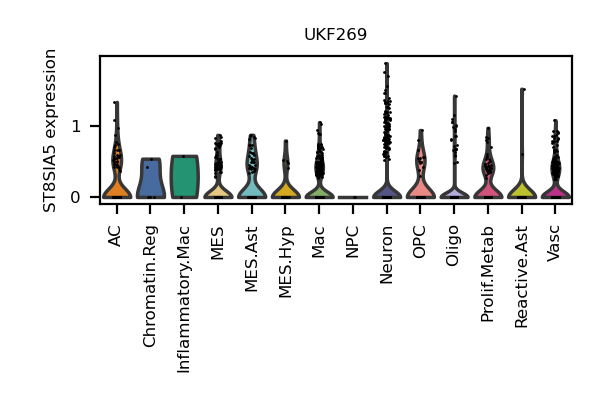 UKF269
ST8SIA5 expression
1
0
AC
Chromatin.Reg
Inflammatory.Mac
MES
MES.Ast
MES.Hyp
Mac
NPC
Neuron
OPC
Oligo
Prolif.Metab
Reactive.Ast
Vasc